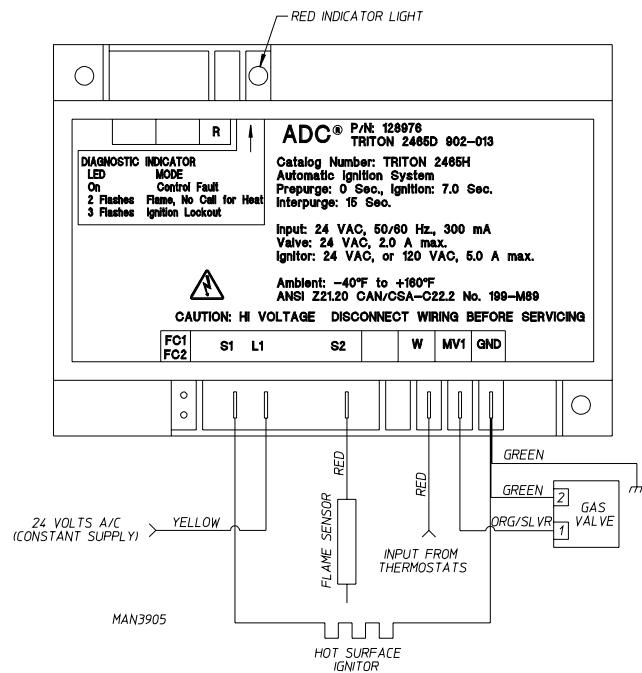 RED INDICATOR LIGHT
R
ADC® P/N: 128976
TRITON 2465D 902-013
DIAGNOSTIC INDICATOR
LED MODE
On Control Fault
2 Flashes Flame, No Call for Heat
3 Flashes Ignition Lockout
Catalog Number: TRITON 2465H
Automatic Ignition System
Prepurge: 0 Sec., Ignition: 7.0 Sec.
Interpurge: 15 Sec.
Input: 24 VAC, 50/60 Hz., 300 mA
Valve: 24 VAC, 2.0 A max.
Ignitor: 24 VAC, or 120 VAC, 5.0 A max.
Ambient: -40°F to +160°F
ANSI Z21.20 CAN/CSA-C22.2 No. 199-M89
CAUTION: HI VOLTAGE DISCONNECT WIRING BEFORE SERVICING
FC1
FC2
S1 L1 S2 W MV1 GND
GREEN
RED
RED
GREEN
2
ORG/SLVR
1
GAS
VALVE
24 VOLTS A/C
(CONSTANT SUPPLY)
YELLOW
FLAME SENSOR
INPUT FROM
THERMOSTATS
MAN3905
HOT SURFACE
IGNITOR